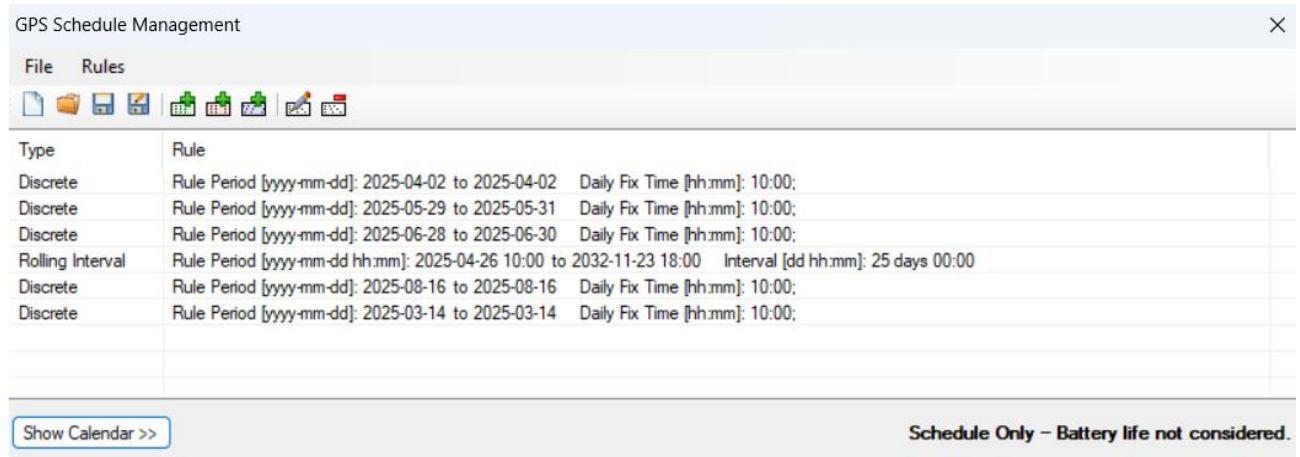 GPS Schedule Management
File Rules
Type Rule
Discrete Rule Period [yyyy-mm-dd]: 2025-04-02 to 2025-04-02 Daily Fix Time [hh:mm]: 10:00;
Discrete Rule Period [yyyy-mm-dd]: 2025-05-29 to 2025-05-31 Daily Fix Time [hh:mm]: 10:00;
Discrete Rule Period [yyyy-mm-dd]: 2025-06-28 to 2025-06-30 Daily Fix Time [hh:mm]: 10:00;
Rolling Interval Rule Period [yyyy-mm-dd hh:mm]: 2025-04-26 10:00 to 2032-11-23 18:00 Interval [dd hh:mm]: 25 days 00:00
Discrete Rule Period [yyyy-mm-dd]: 2025-08-16 to 2025-08-16 Daily Fix Time [hh:mm]: 10:00;
Discrete Rule Period [yyyy-mm-dd]: 2025-03-14 to 2025-03-14 Daily Fix Time [hh:mm]: 10:00;
Show Calendar >> Schedule Only – Battery life not considered.